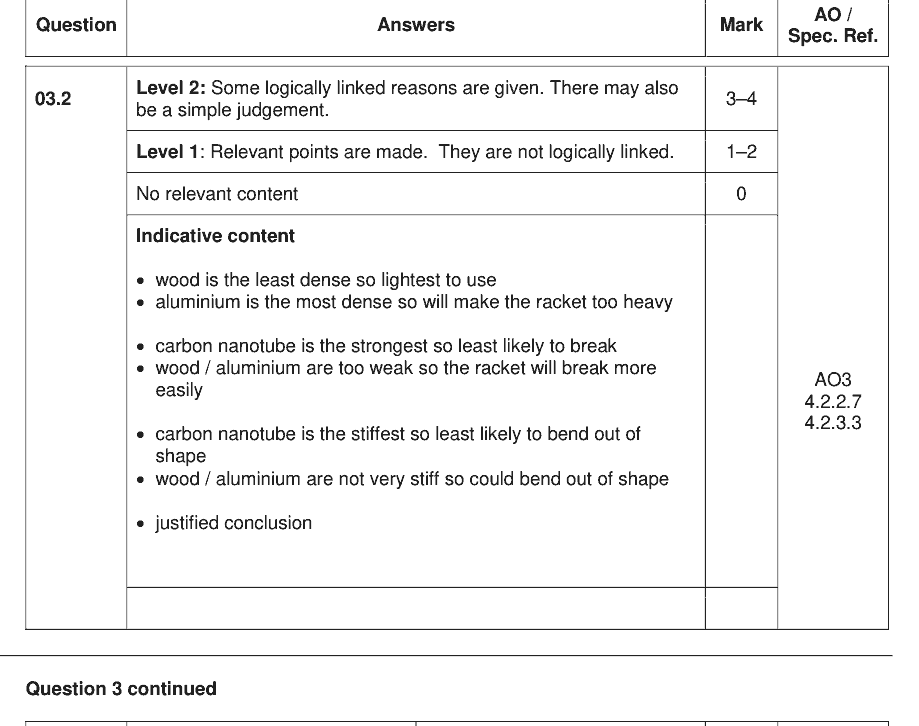 Question Answers Mark AO /
Spec. Ref.
03.2
Level 2: Some logically linked reasons are given. There may also
be a simple judgement.
3–4
Level 1: Relevant points are made.  They are not logically linked.
1–2
No relevant content
0
Indicative content
• wood is the least dense so lightest to use
• aluminium is the most dense so will make the racket too heavy
• carbon nanotube is the strongest so least likely to break
• wood / aluminium are too weak so the racket will break more
easily
• carbon nanotube is the stiffest so least likely to bend out of
shape
• wood / aluminium are not very stiff so could bend out of shape
• justified conclusion
AO3
4.2.2.7
4.2.3.3
Question 3 continued